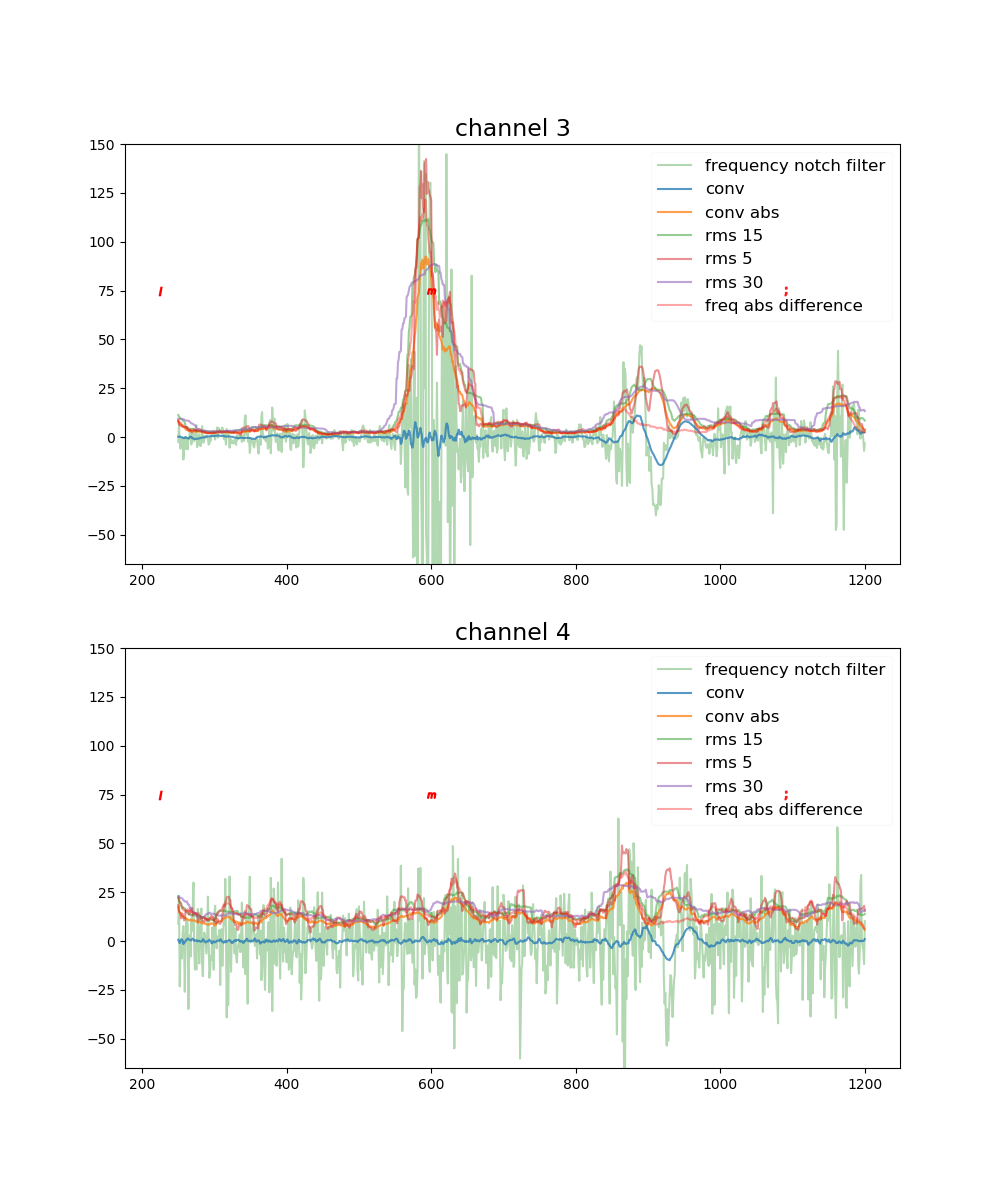 channel 3
150
125
100
75
50
25
0
−25
−50
200 400 600 800 1000 1200
frequency notch filter
conv
conv abs
rms 15
rms 5
rms 30
freq abs difference
l m ;
channel 4
150
125
100
75
50
25
0
−25
−50
200 400 600 800 1000 1200
frequency notch filter
conv
conv abs
rms 15
rms 5
rms 30
freq abs difference
l m ;